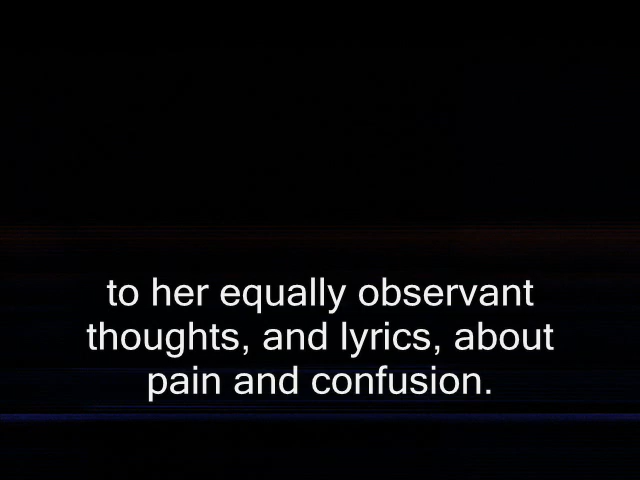 to her equally observant
thoughts, and lyrics, about
pain and confusion.